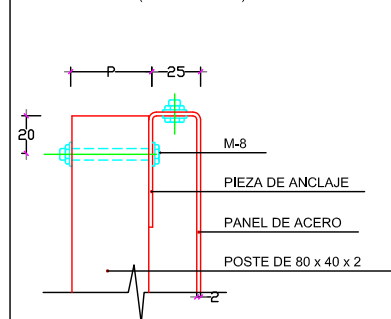 P
25
20
M-8
PIEZA DE ANCLAJE
PANEL DE ACERO
POSTE DE 80 x 40 x 2
2